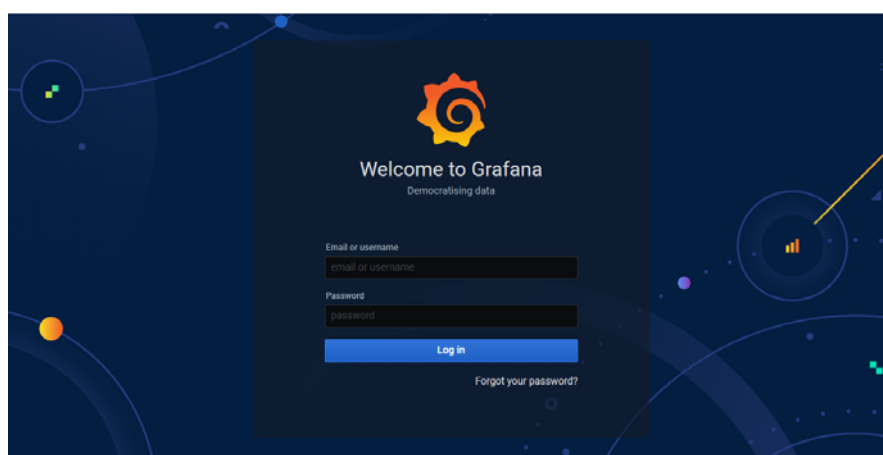 Welcome to Grafana
Democratising data
Email or username
email or username
Password
password
Log in
Forgot your password?